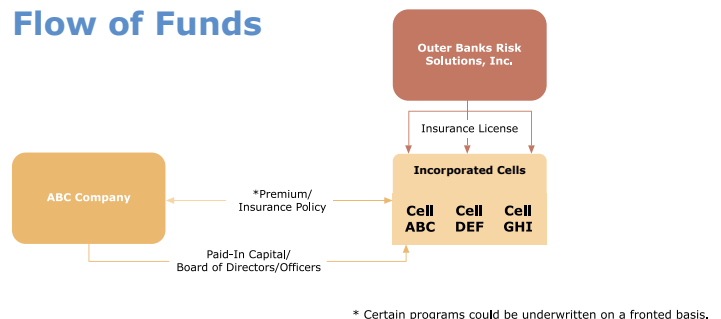 Flow of Funds
Outer Banks Risk
Solutions, Inc.
Insurance License
Incorporated Cells
ABC Company
*Premium/
Insurance Policy
Cell Cell Cell
ABC DEF GHI
Paid-In Capital/
Board of Directors/Officers
* Certain programs could be underwritten on a fronted basis.